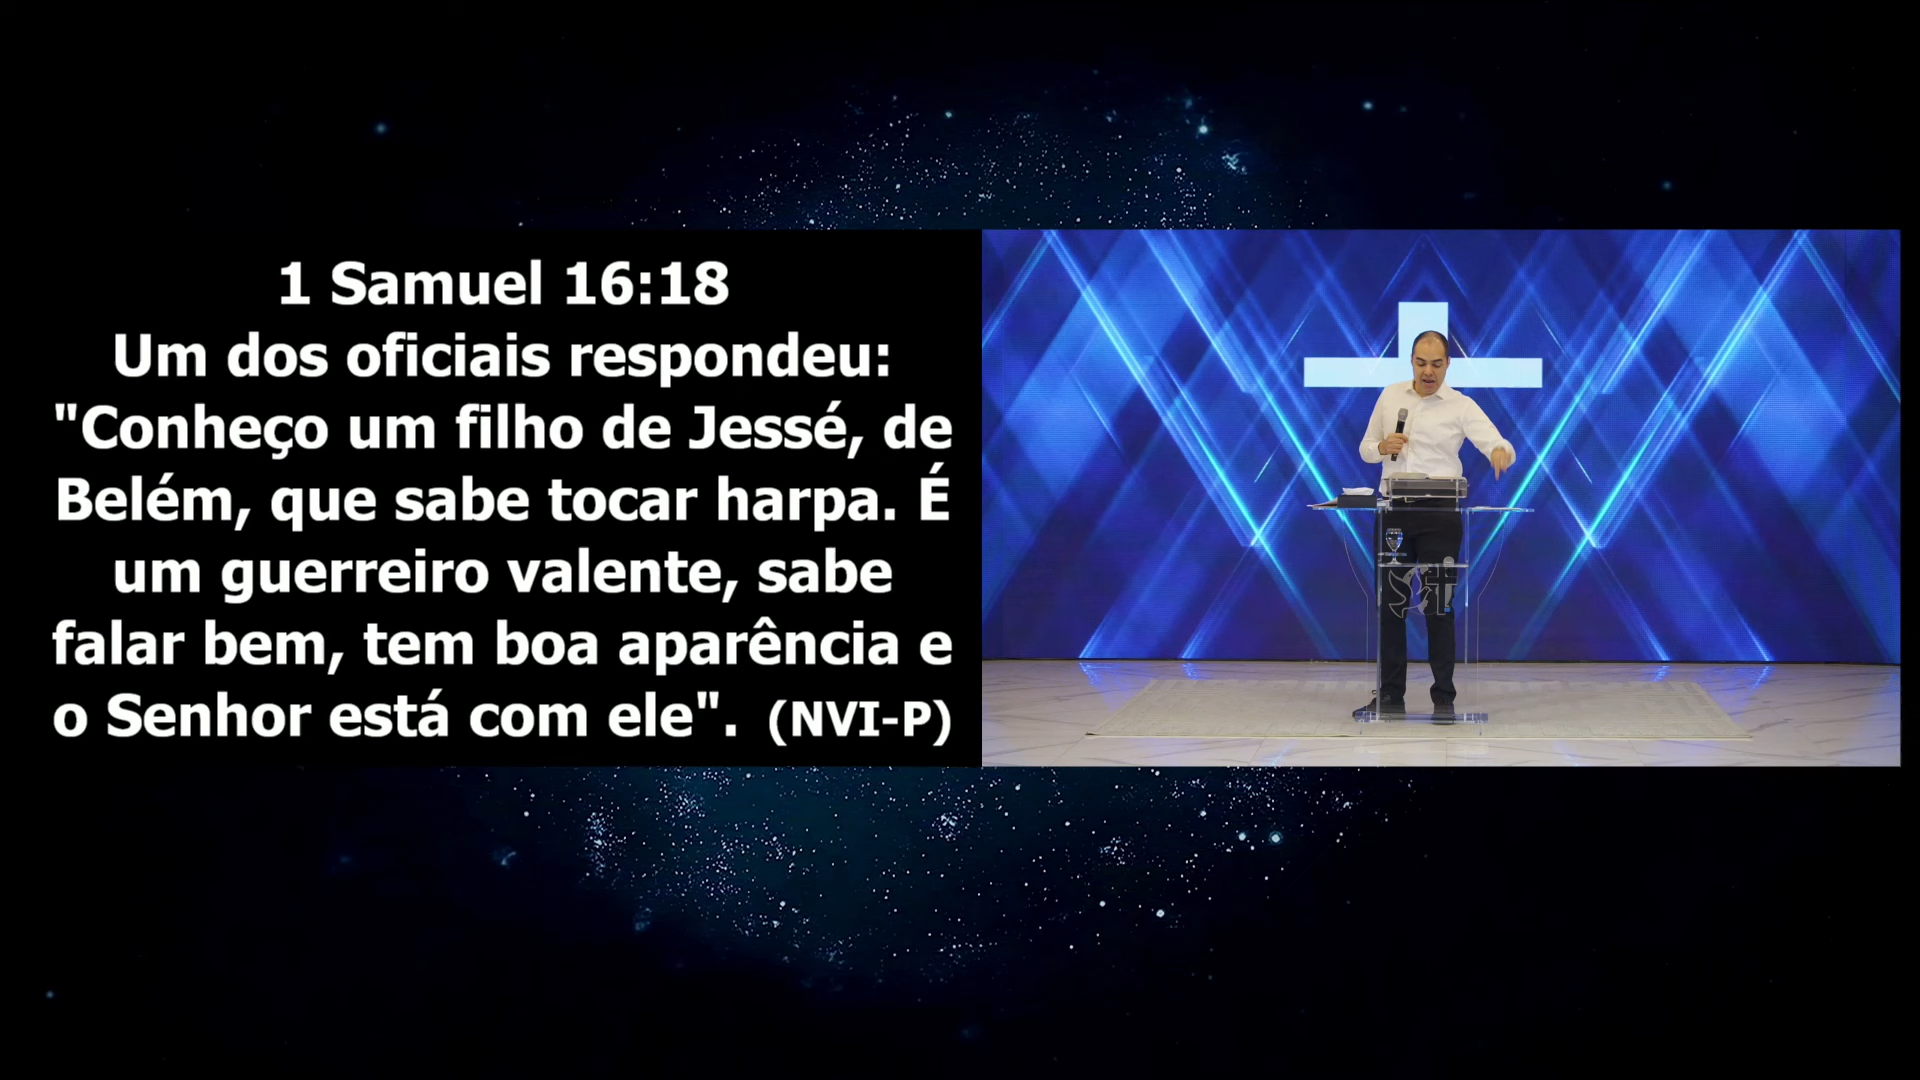 1 Samuel 16:18
Um dos oficiais respondeu:
"Conheço um filho de Jessé, de
Belém, que sabe tocar harpa. É
um guerreiro valente, sabe
falar bem, tem boa aparência e
o Senhor está com ele". (NVI-P)